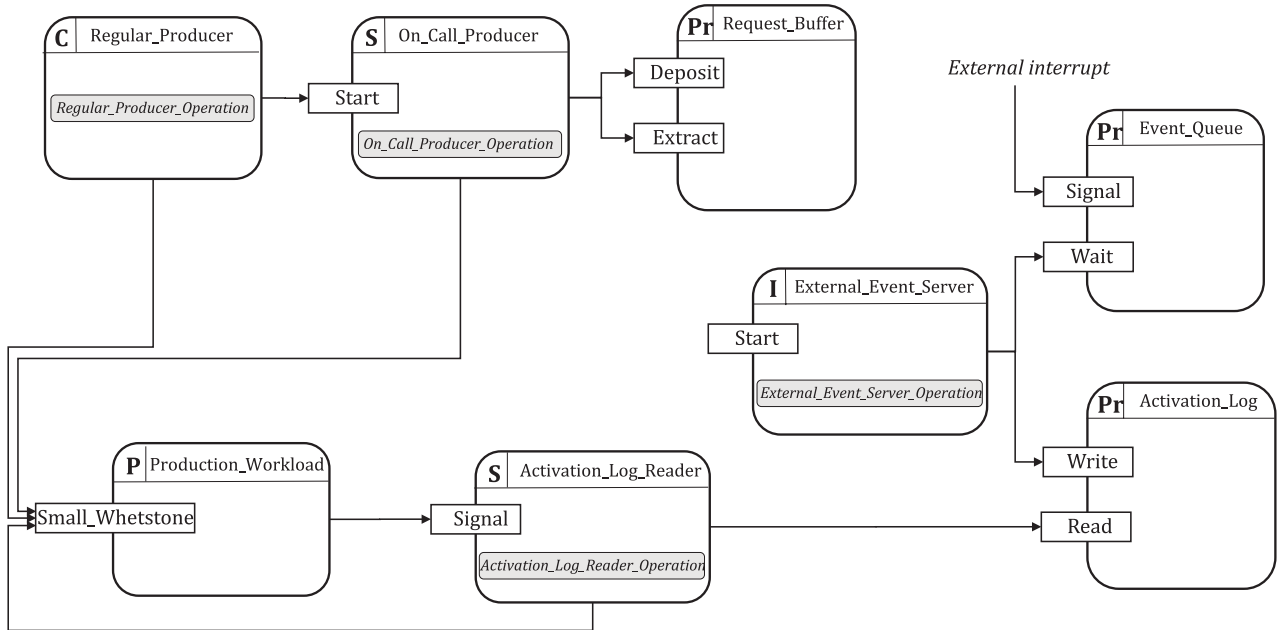 C Regular_Producer
Regular_Producer_Operation
S On_Call_Producer
Start
On_Call_Producer_Operation
Pr Request_Buffer
Deposit
Extract
External interrupt
Pr Event_Queue
Signal
Wait
I External_Event_Server
Start
External_Event_Server_Operation
Pr Activation_Log
Write
Read
P Production_Workload
Small_Whetstone
S Activation_Log_Reader
Signal
Activation_Log_Reader_Operation